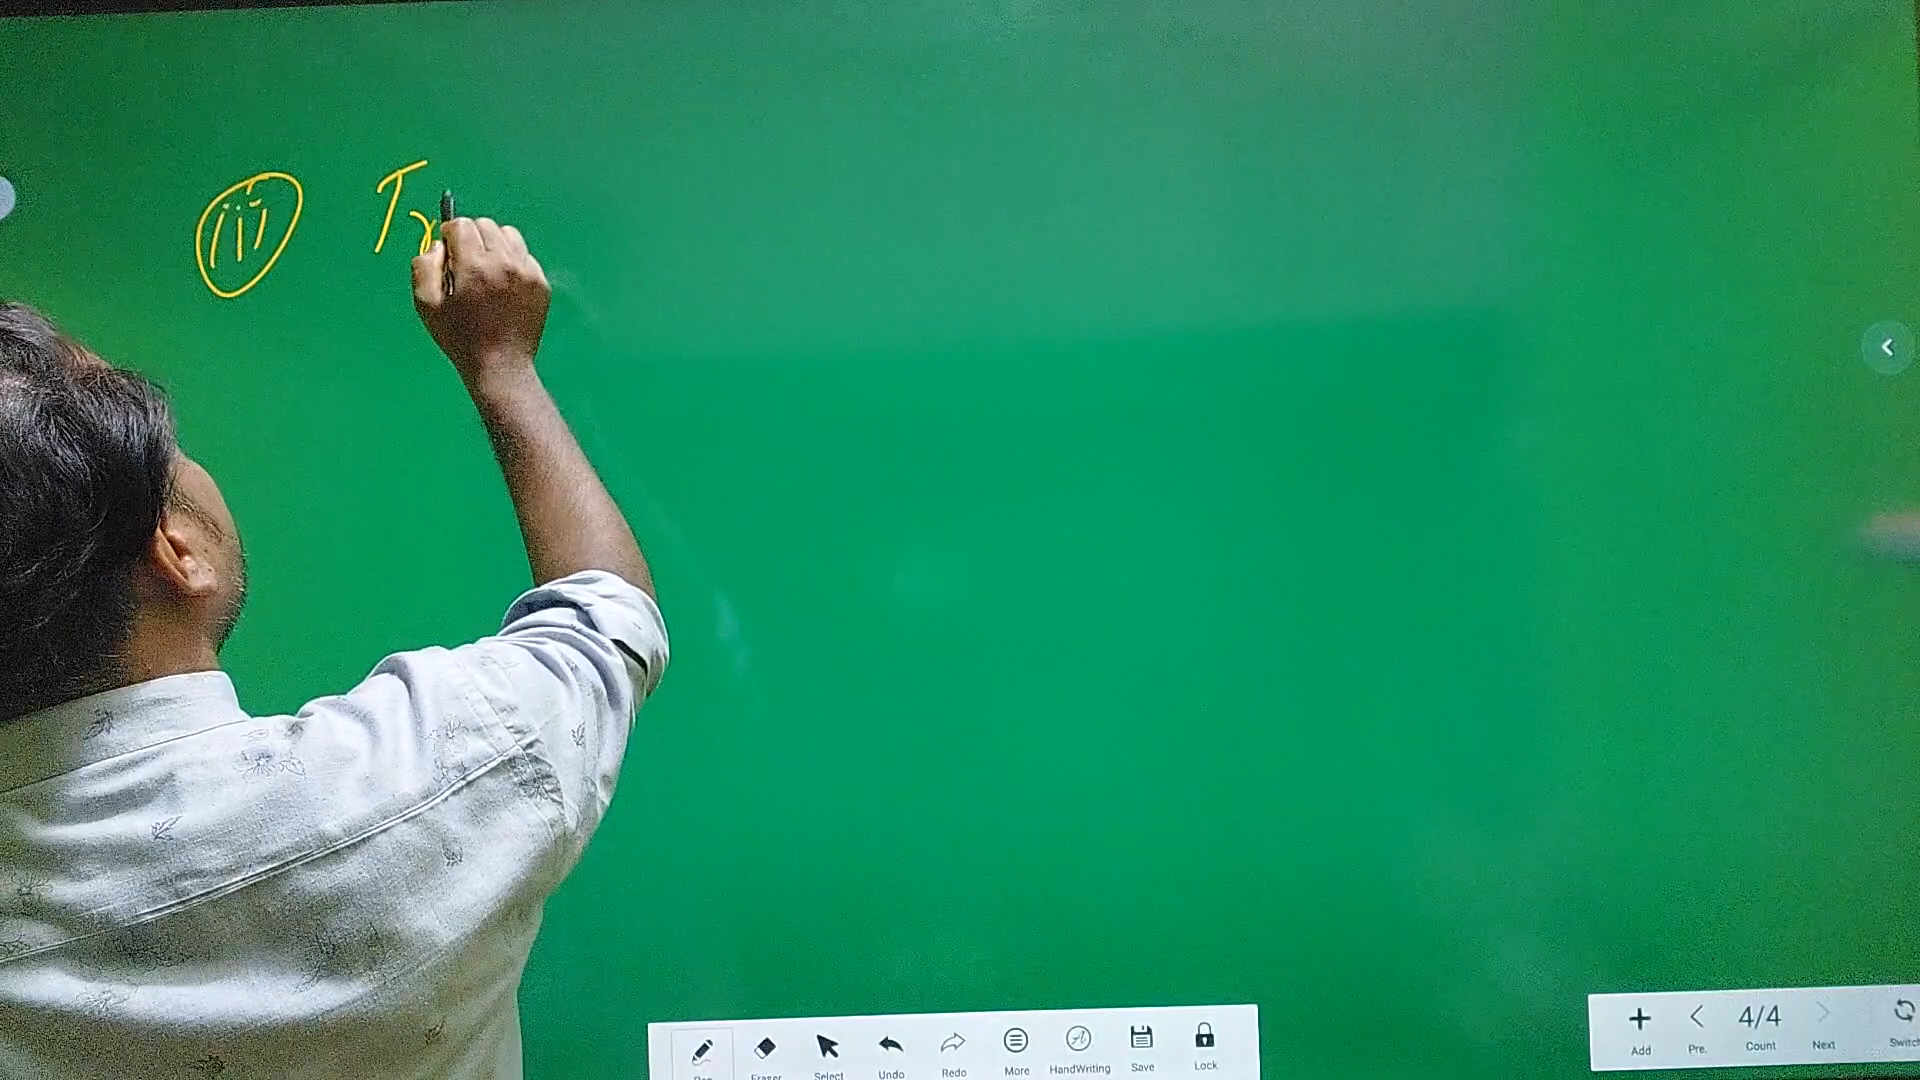 iii Tr
Pen Eraser Select Undo Redo More HandWriting Save Lock
Add Pre. 4/4 Count Next Switch